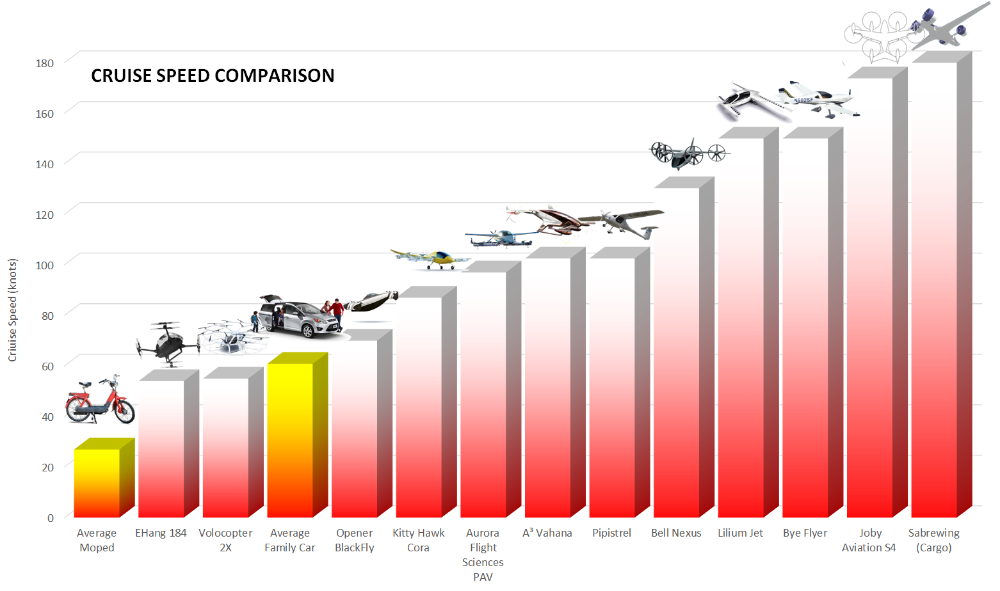 CRUISE SPEED COMPARISON
180
160
140
120
100
80
60
40
20
0
Criuise Speed (knots)
N502SF
Average
Moped
EHang 184
Volocopter
2X
Average
Family Car
Opener
BlackFly
Kitty Hawk
Cora
Aurora
Flight
Sciences
PAV
A³ Vahana
Pipistrel
Bell Nexus
Lilium Jet
Bye Flyer
Joby
Aviation S4
Sabrewing
(Cargo)